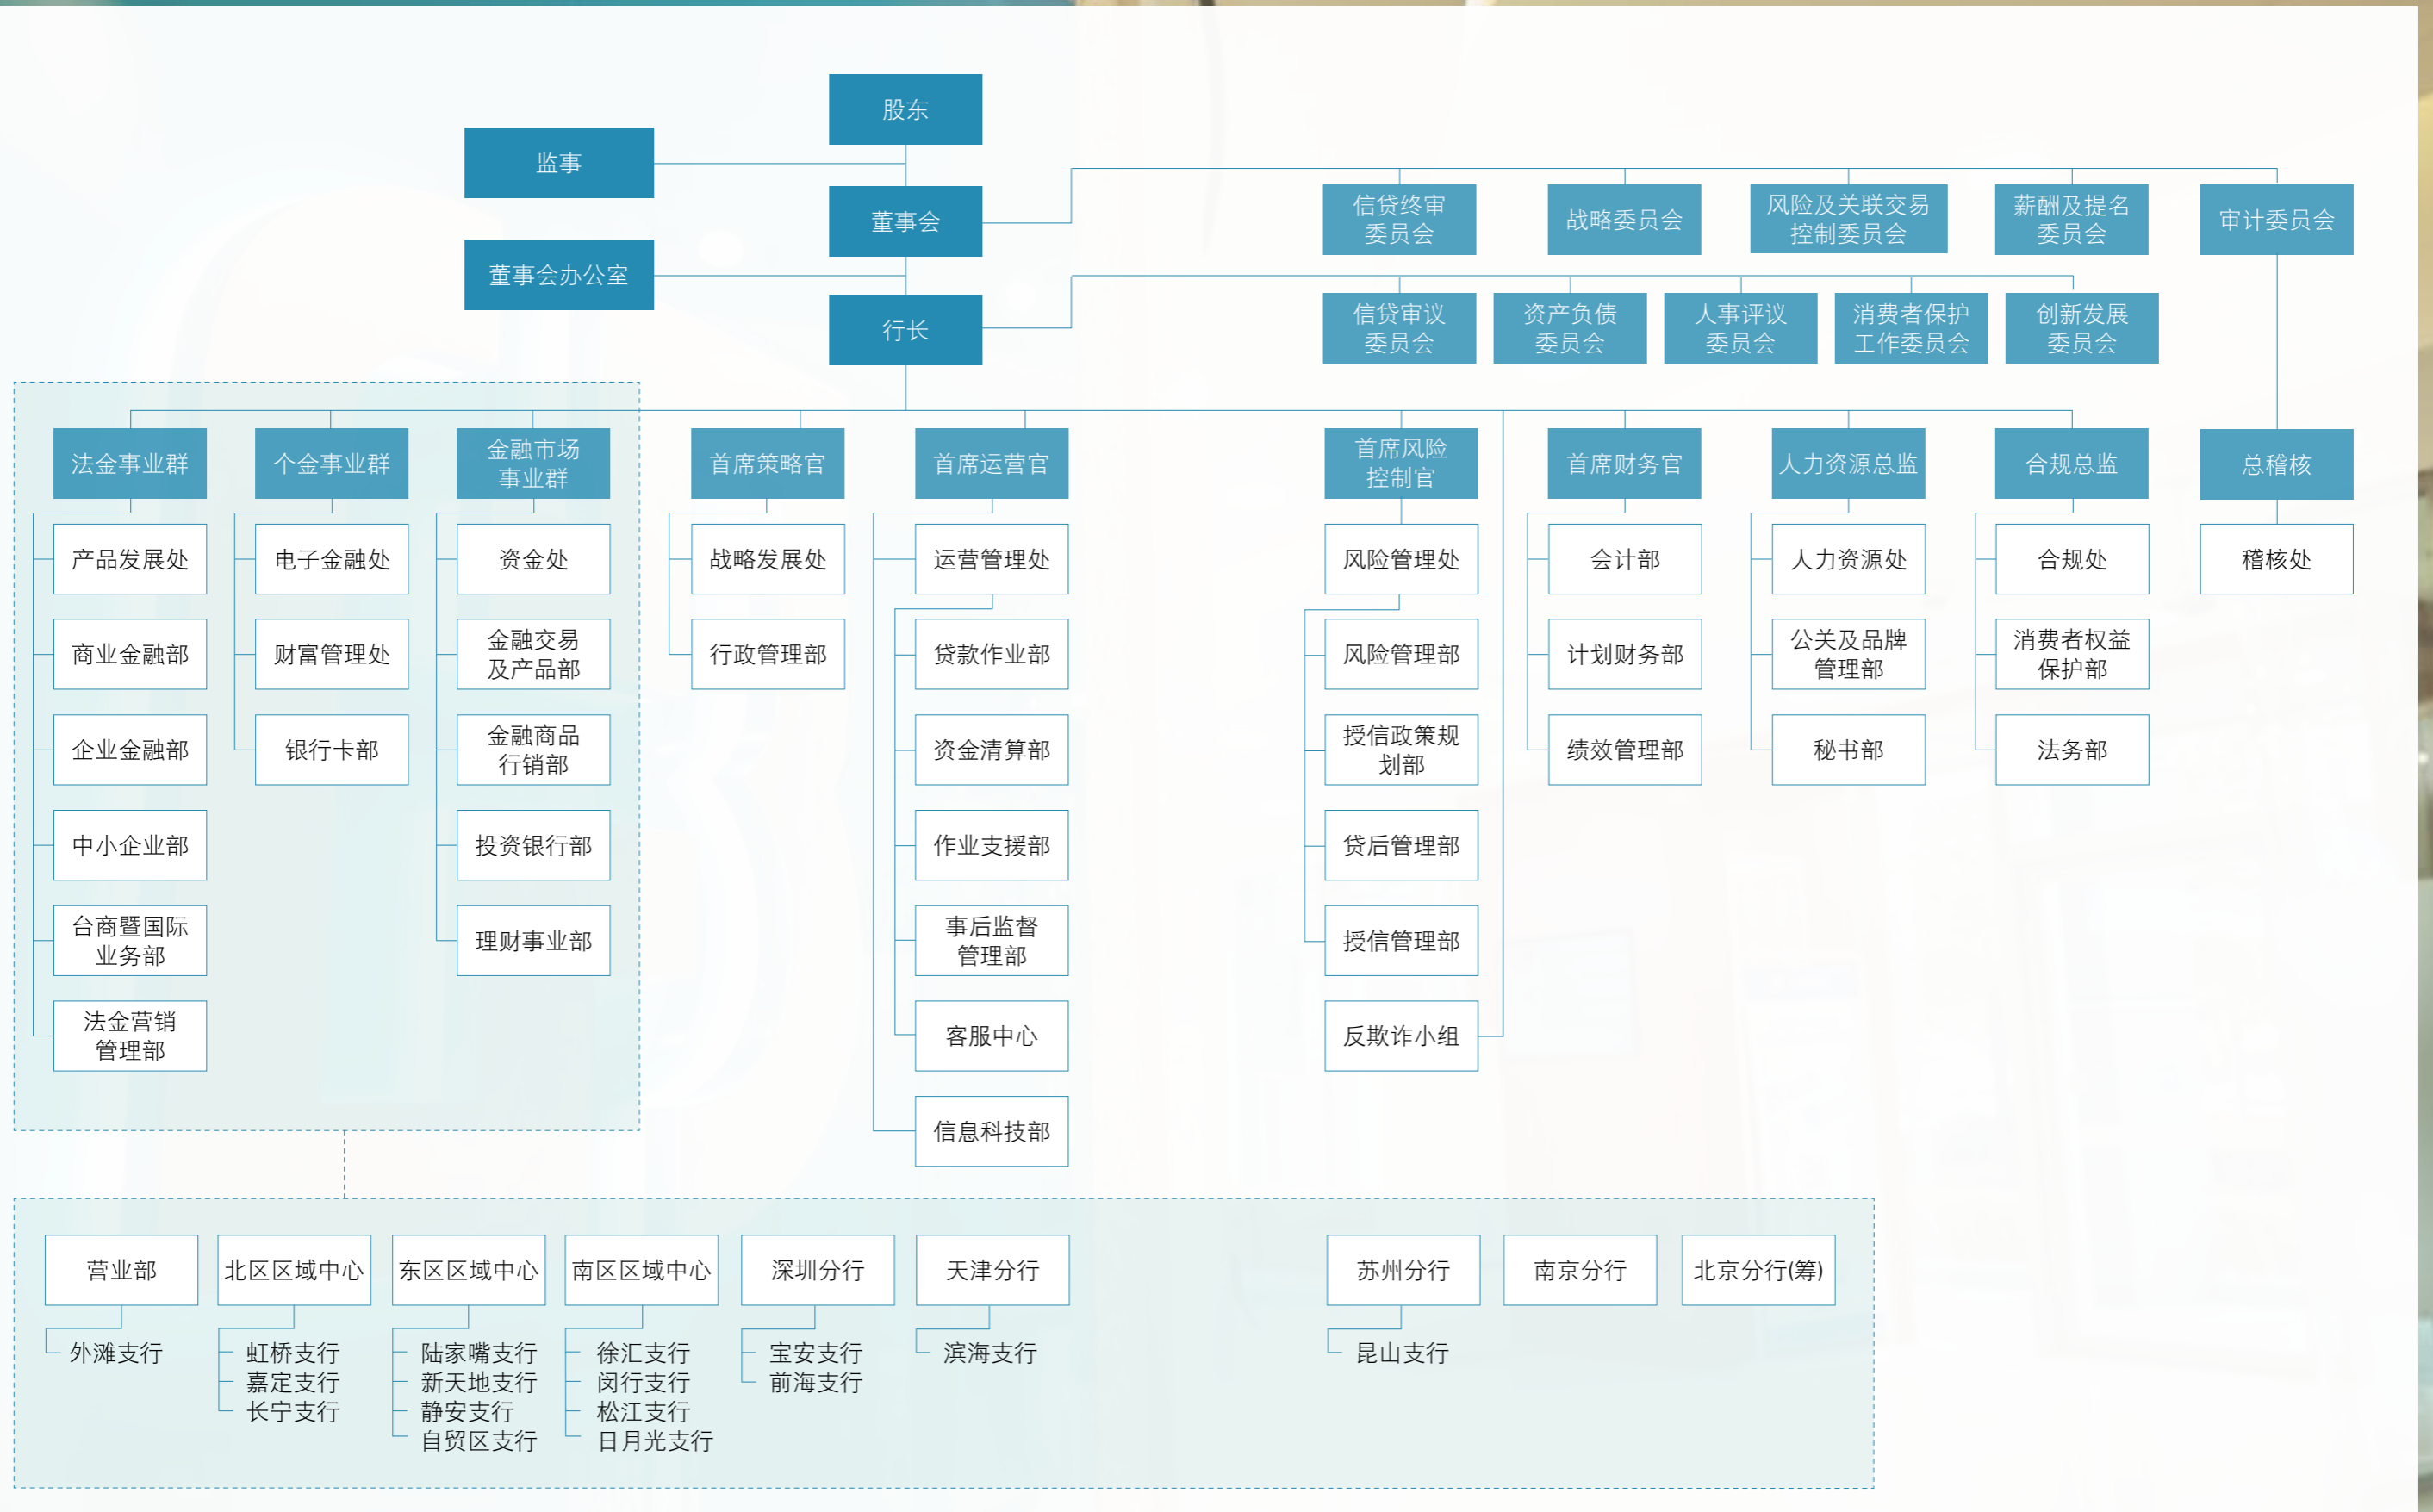 股东
监事
董事会
董事会办公室
行长
信贷终审
委员会
战略委员会
风险及关联交易
控制委员会
薪酬及提名
委员会
审计委员会
信贷审议
委员会
资产负债
委员会
人事评议
委员会
消费者保护
工作委员会
创新发展
委员会
法金事业群
个金事业群
金融市场
事业群
首席策略官
首席运营官
首席风险
控制官
首席财务官
人力资源总监
合规总监
总稽核
产品发展处
商业金融部
企业金融部
中小企业部
台商暨国际
业务部
法金营销
管理部
电子金融处
财富管理处
银行卡部
资金处
金融交易
及产品部
金融商品
行销部
投资银行部
理财事业部
战略发展处
行政管理部
运营管理处
贷款作业部
资金清算部
作业支援部
事后监督
管理部
客服中心
信息科技部
风险管理处
风险管理部
授信政策规
划部
贷后管理部
授信管理部
反欺诈小组
会计部
计划财务部
绩效管理部
人力资源处
公关及品牌
管理部
秘书部
合规处
消费者权益
保护部
法务部
稽核处
营业部
外滩支行
北区区域中心
虹桥支行
嘉定支行
长宁支行
东区区域中心
陆家嘴支行
新天地支行
静安支行
自贸区支行
南区区域中心
徐汇支行
闵行支行
松江支行
日月光支行
深圳分行
宝安支行
前海支行
天津分行
滨海支行
苏州分行
昆山支行
南京分行
北京分行(筹)